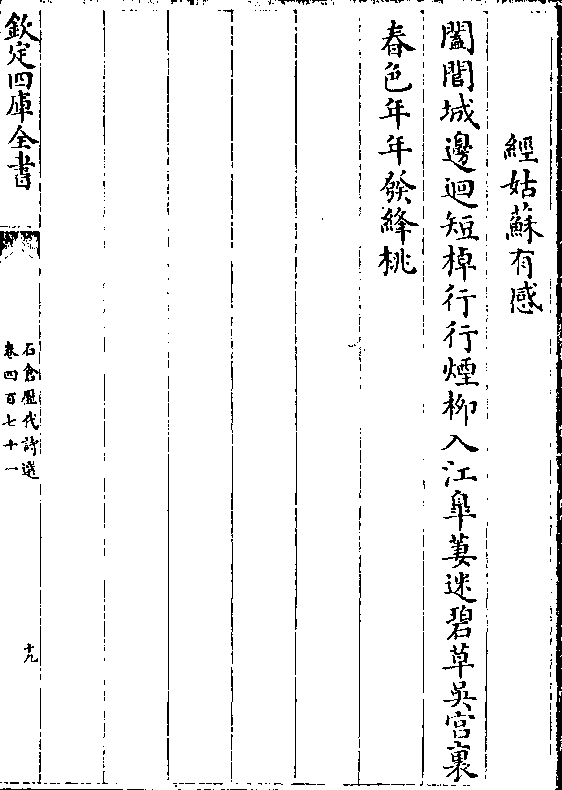 經姑蘇有感
闔閭城邊迴短棹行行煙柳入江臯萋迷碧草吳宫裏
春色年年發絳桃
欽定四庫全書
石倉歷代詩選
卷四百七十一
十九